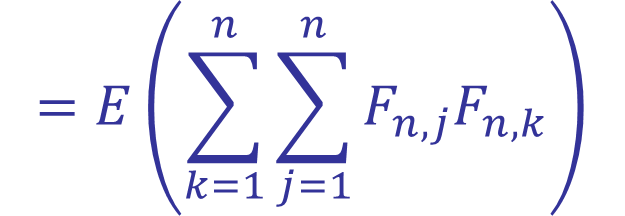 = E ( ∑_{k=1}^{n} ∑_{j=1}^{n} F_{n,j} F_{n,k} )